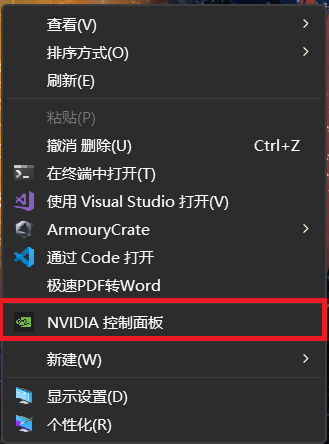 查看(V)
排序方式(O)
刷新(E)
粘贴(P)
撤消 删除(U) Ctrl+Z
在终端中打开(T)
使用 Visual Studio 打开(V)
ArmouryCrate
通过 Code 打开
极速PDF转Word
NVIDIA 控制面板
新建(W)
显示设置(D)
个性化(R)